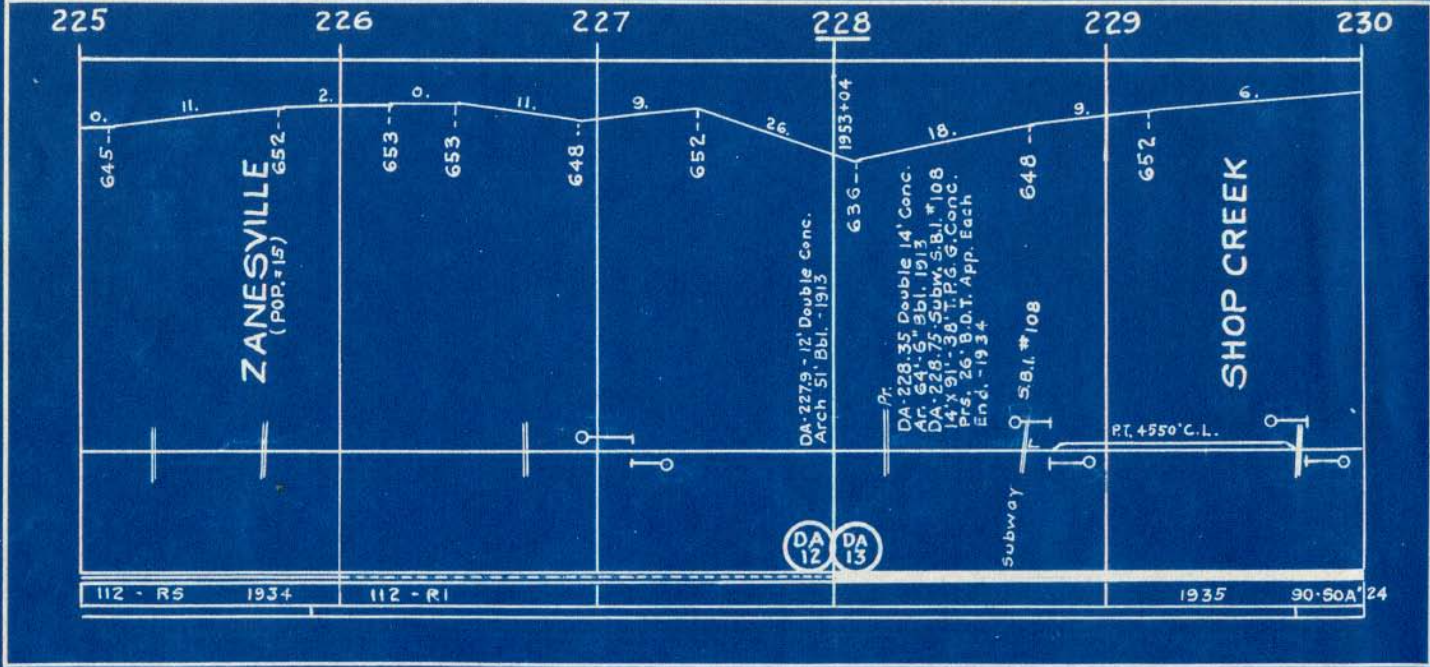 225 226 227 228 229 230
0. 11. 2. 0. 11. 9. 26. 18. 9. 6.
1953+04
645 652 653 653 648 652 636 648 652
ZANESVILLE
(POP.=15)
DA-227.9 - 12' Double Conc.
Arch 51' Bbl. - 1913
Pr.
DA-228.35 Double 14' Conc.
Ar. 64'-6" Bbl. 1913
DA-228.75-Subw. S.B.I. #108
14' x 91'-38' T.P.G. G. Conc.
Prs. 26' B.D.T. App. Each
End. - 1934
S.B.I. #108
Subway
L
P.T. 4550' C.L.
SHOP CREEK
DA
12
DA
13
112 - RS 1934 112 - RI 1935 90-SOA '24